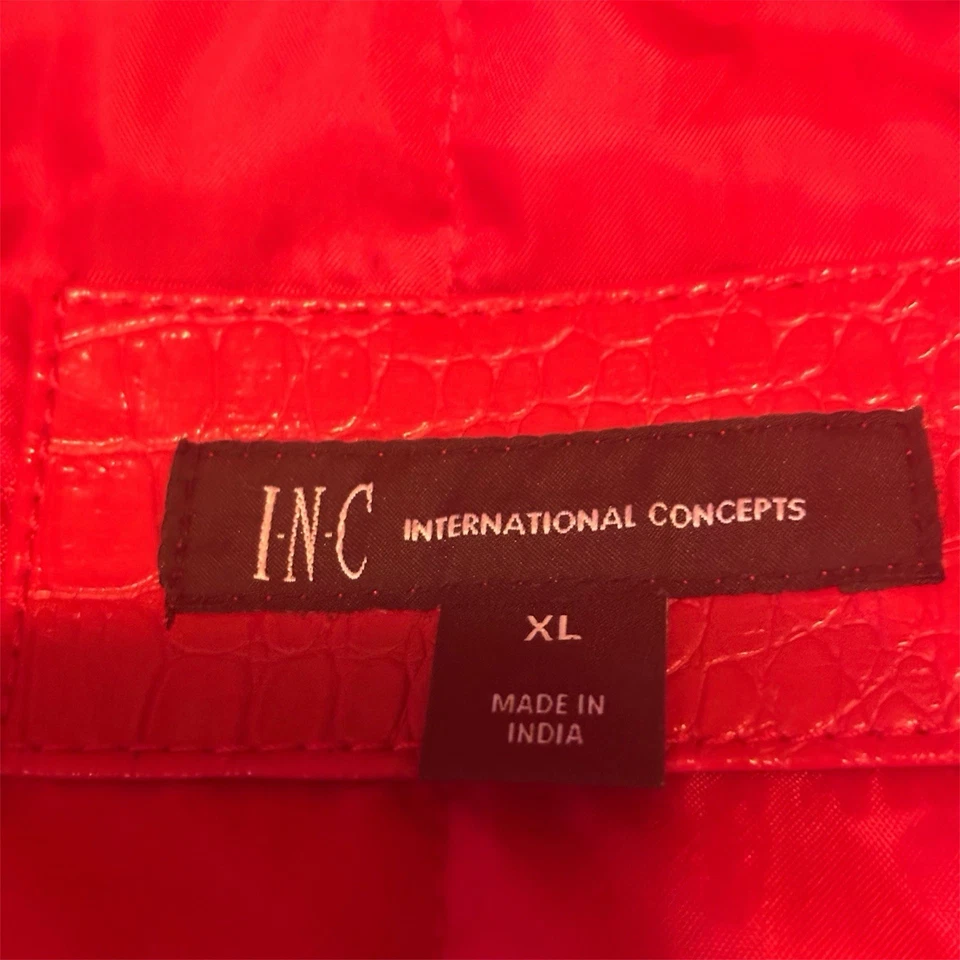 I·N·C INTERNATIONAL CONCEPTS
XL
MADE IN
INDIA